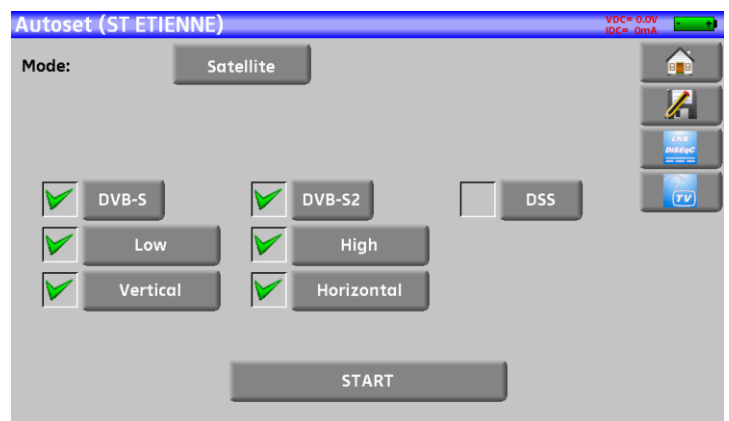 Autoset (ST ETIENNE)
VDC= 0.0V
IDC= 0mA
Mode: Satellite
LNB
DiSEqC
TV
DVB-S DVB-S2 DSS
Low High
Vertical Horizontal
START